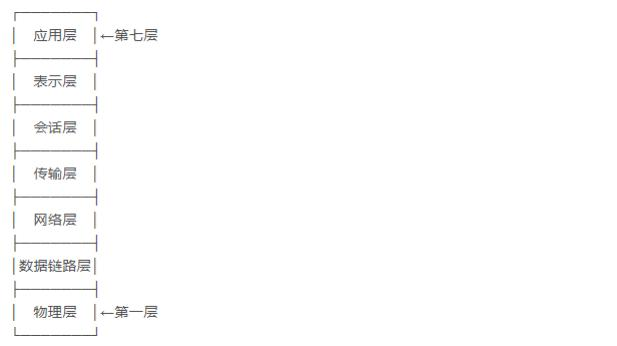 应用层 ←第七层
表示层
会话层
传输层
网络层
数据链路层
物理层 ←第一层